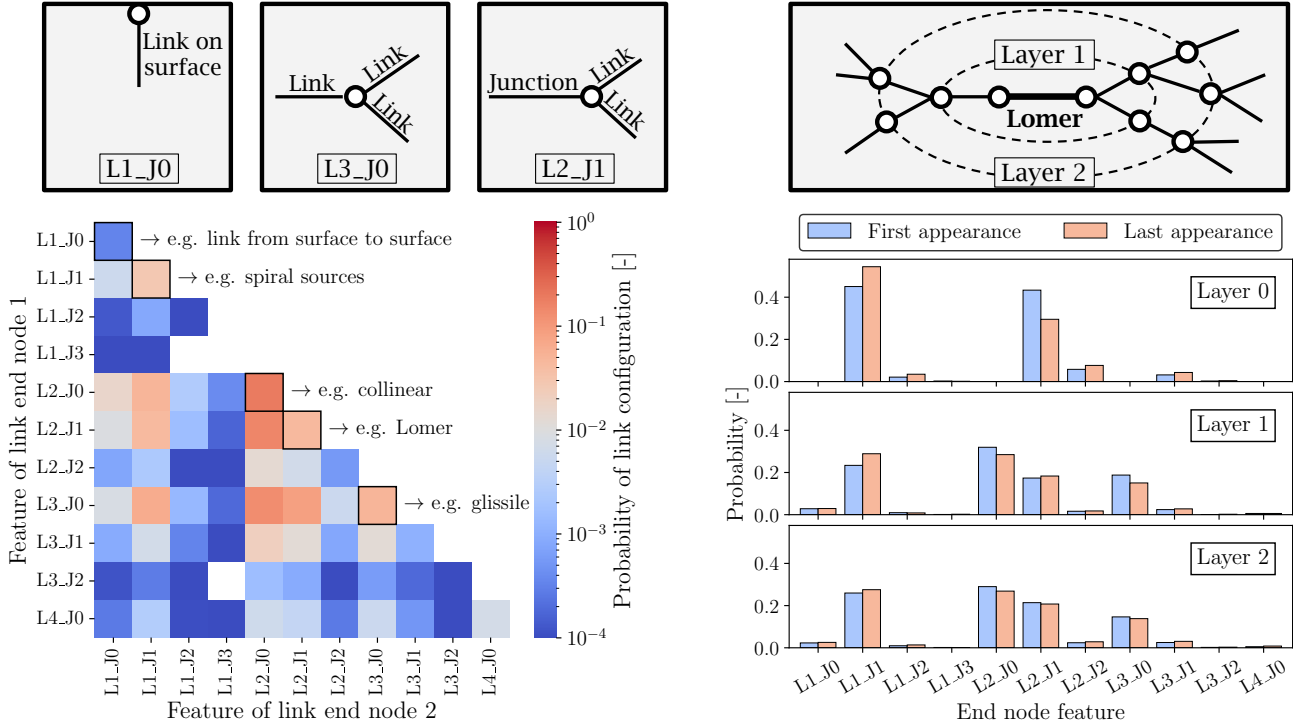 Link on
surface
L1_J0
Link
Link
Link
L3_J0
Junction
Link
Link
L2_J1
Layer 1
Lomer
Layer 2
L1_J0
L1_J1
L1_J2
L1_J3
L2_J0
L2_J1
L2_J2
L3_J0
L3_J1
L3_J2
L4_J0
Feature of link end node 1
→ e.g. link from surface to surface
→ e.g. spiral sources
→ e.g. collinear
→ e.g. Lomer
→ e.g. glissile
L1_J0
L1_J1
L1_J2
L1_J3
L2_J0
L2_J1
L2_J2
L3_J0
L3_J1
L3_J2
L4_J0
Feature of link end node 2
10⁰
10⁻¹
10⁻²
10⁻³
10⁻⁴
Probability of link configuration [-]
First appearance
Last appearance
0.4
0.2
0.0
Layer 0
0.4
0.2
0.0
Layer 1
0.4
0.2
0.0
Layer 2
Probability [-]
L1_J0
L1_J1
L1_J2
L1_J3
L2_J0
L2_J1
L2_J2
L3_J0
L3_J1
L3_J2
L4_J0
End node feature